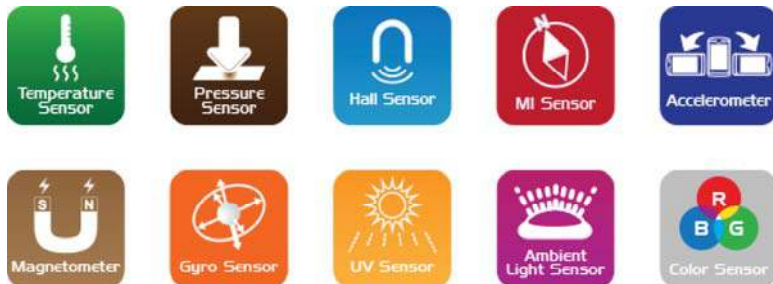 Temperature
Sensor
Pressure
Sensor
Hall Sensor
N
MI Sensor
Accelerometer
S N
Magnetometer
Gyro Sensor
UV Sensor
Ambient
Light Sensor
R
B G
Color Sensor